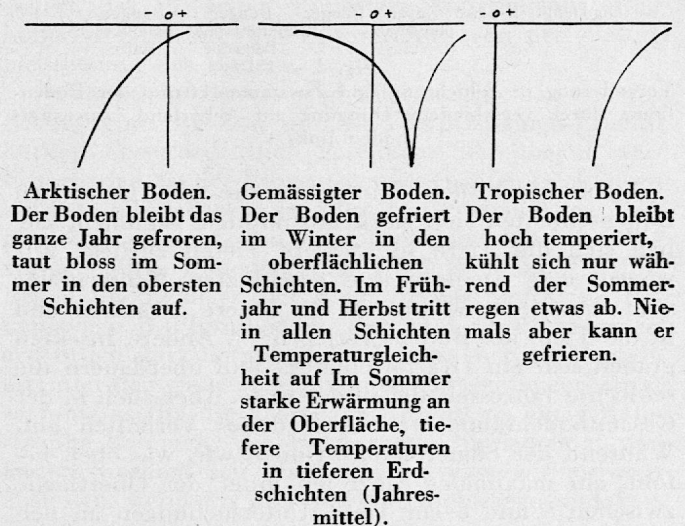 - o +
- o +
- o +
Arktischer Boden.
Der Boden bleibt das
ganze Jahr gefroren,
taut bloss im Som-
mer in den obersten
Schichten auf.
Gemässigter Boden.
Der Boden gefriert
im Winter in den
oberflächlichen
Schichten. Im Früh-
jahr und Herbst tritt
in allen Schichten
Temperaturgleich-
heit auf Im Sommer
starke Erwärmung an
der Oberfläche, tie-
fere Temperaturen
in tieferen Erd-
schichten (Jahres-
mittel).
Tropischer Boden.
Der Boden bleibt
hoch temperiert,
kühlt sich nur wäh-
rend der Sommer-
regen etwas ab. Nie-
mals aber kann er
gefrieren.